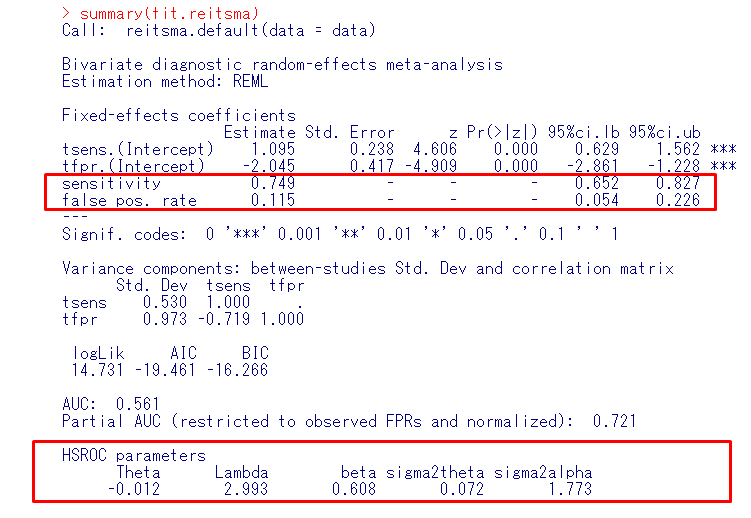 > summary(fit.reitsma)
Call:  reitsma.default(data = data)
Bivariate diagnostic random-effects meta-analysis
Estimation method: REML
Fixed-effects coefficients
Estimate Std. Error z Pr(>|z|) 95%ci.lb 95%ci.ub
tsens.(Intercept) 1.095 0.238 4.606 0.000 0.629 1.562 ***
tfpr.(Intercept) -2.045 0.417 -4.909 0.000 -2.861 -1.228 ***
sensitivity 0.749 - - - 0.652 0.827
false pos. rate 0.115 - - - 0.054 0.226
---
Signif. codes:  0 '***' 0.001 '**' 0.01 '*' 0.05 '.' 0.1 ' ' 1
Variance components: between-studies Std. Dev and correlation matrix
Std. Dev tsens tfpr
tsens 0.530 1.000 .
tfpr 0.973 -0.719 1.000
logLik AIC BIC
14.731 -19.461 -16.266
AUC:  0.561
Partial AUC (restricted to observed FPRs and normalized):  0.721
HSROC parameters
Theta Lambda beta sigma2theta sigma2alpha
-0.012 2.993 0.608 0.072 1.773